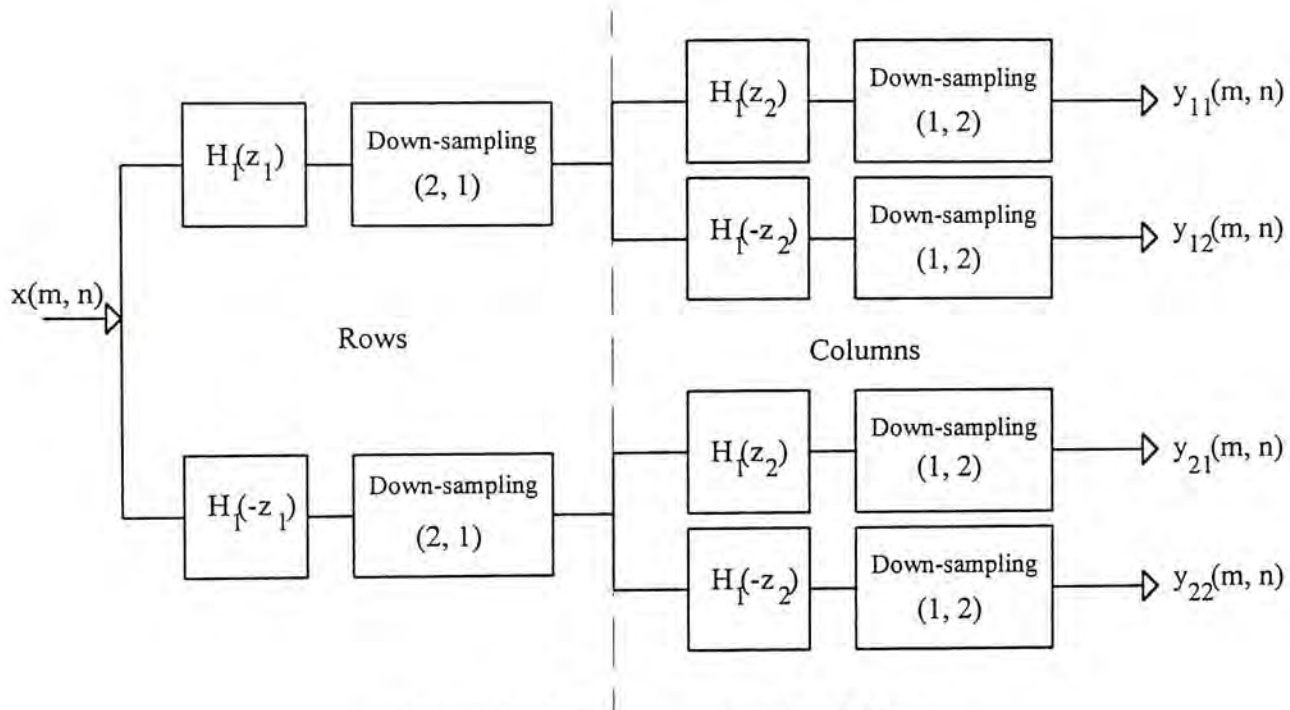 H₁(z₁)
Down-sampling
(2, 1)
H₁(z₂)
Down-sampling
(1, 2)
y₁₁(m, n)
H₁(-z₂)
Down-sampling
(1, 2)
y₁₂(m, n)
x(m, n)
Rows
Columns
H₁(-z₁)
Down-sampling
(2, 1)
H₁(z₂)
Down-sampling
(1, 2)
y₂₁(m, n)
H₁(-z₂)
Down-sampling
(1, 2)
y₂₂(m, n)